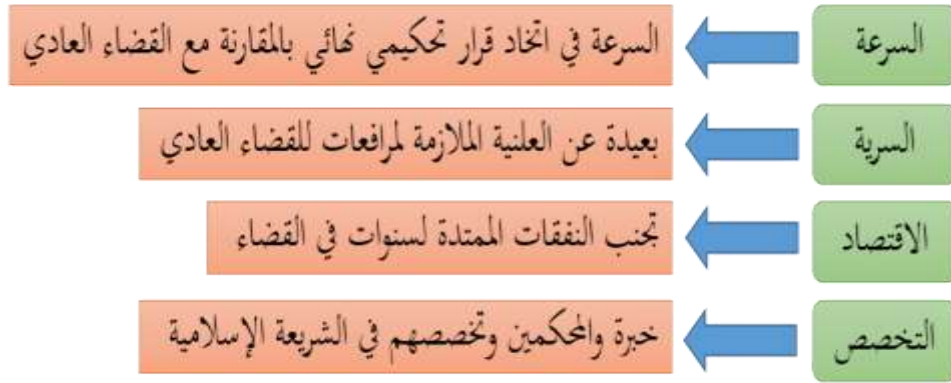 السرعة
السرعة في اتخاد قرار تحكيمي نهائي بالمقارنة مع القضاء العادي
السرية
بعيدة عن العلنية الملازمة لمرافعات للقضاء العادي
الاقتصاد
تجنب النفقات الممتدة لسنوات في القضاء
التخصص
خبرة والمحكمين وتخصصهم في الشريعة الإسلامية